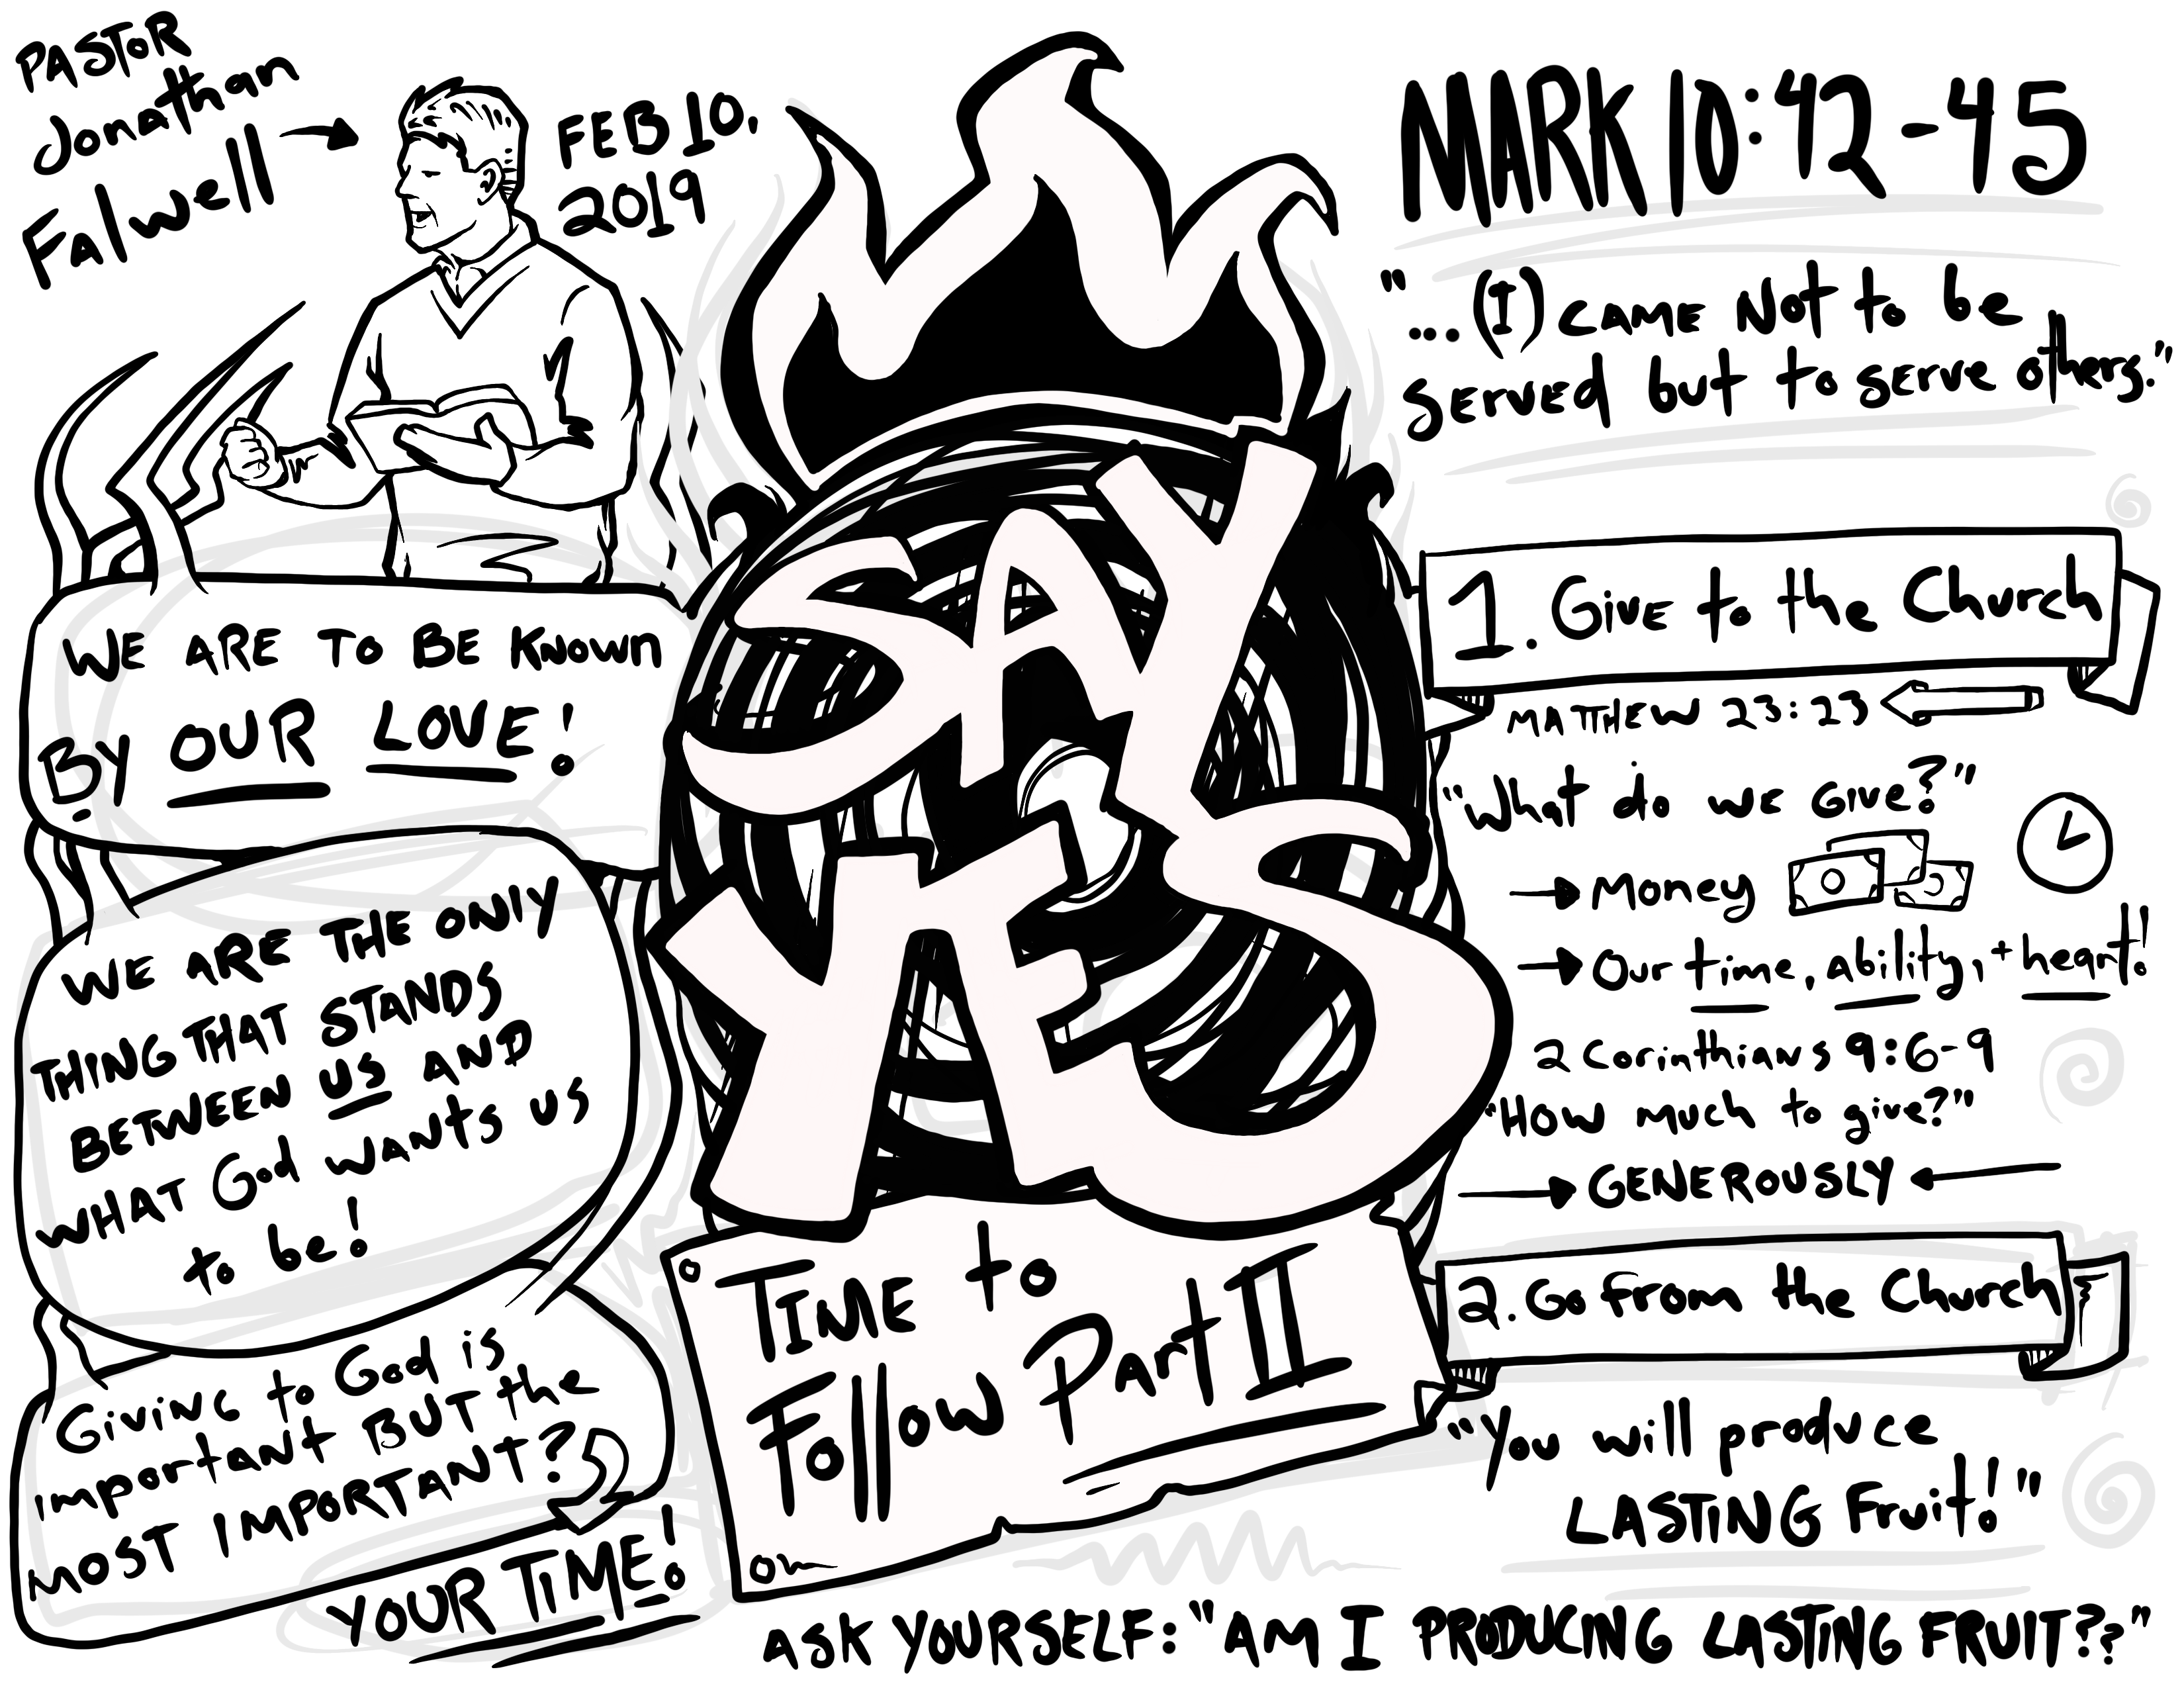 PASTOR
Jonathan
Falwell
FEB 10,
2019
WE ARE TO BE Known
BY OUR LOVE!
WE ARE THE ONLY
THING THAT STANDS
BETWEEN US AND
WHAT God WANTS US
to be!
Giving to God is
important BUT the
MOST IMPORTANT?
YOUR TIME!
SAY
YES
TIME to
Follow Part II
MARK 10:42-45
"...(I) CAME Not to be
Served but to serve others."
1. Give to the Church
MATTHEW 23:23
"What do we Give?"
Money
Our time, ability, + heart!
2 Corinthians 9:6-9
"How much to give?"
GENEROUSLY
2. Go from the Church
"You will produce
LASTING Fruit!"
ASK YOURSELF: "AM I PRODUCING LASTING FRUIT??"